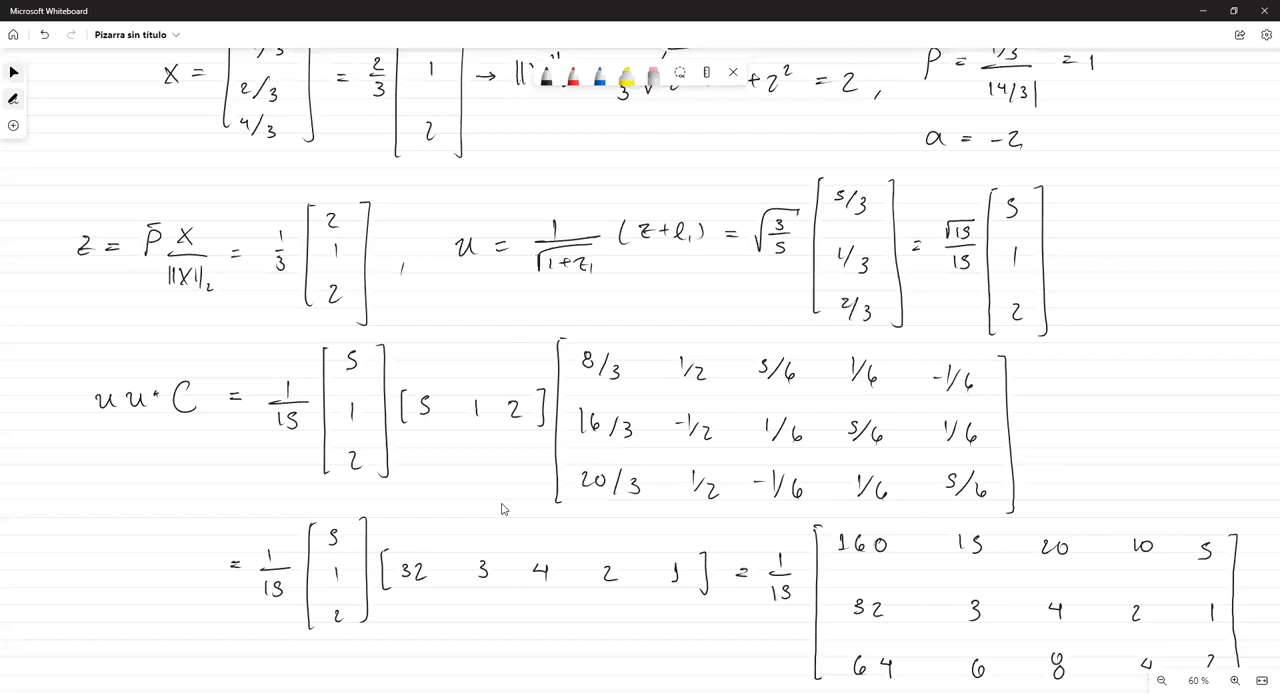 Microsoft Whiteboard
Pizarra sin título
X = [ 2/3 4/3 ] = 2/3 [ 1 2 ] → || 3 √ + 2² = 2 ,
ρ = 1/3 / |14/3| = 1
a = -2
z = ρ̄ X / ||X||₂ = 1/3 [ 2 1 2 ] , u = 1/√(1+z₁) (z+e₁) = √(3/5) [ 5/3 1/3 2/3 ] = √15/15 [ 5 1 2 ]
u u* C = 1/15 [ 5 1 2 ] [ 5 1 2 ] [ 8/3 1/2 5/6 1/6 -1/6
16/3 -1/2 1/6 5/6 1/6
20/3 1/2 -1/6 1/6 5/6 ]
= 1/15 [ 5 1 2 ] [ 32 3 4 2 1 ] = 1/15 [ 160 15 20 10 5
32 3 4 2 1
64 6 8 4 2 ]
60 %